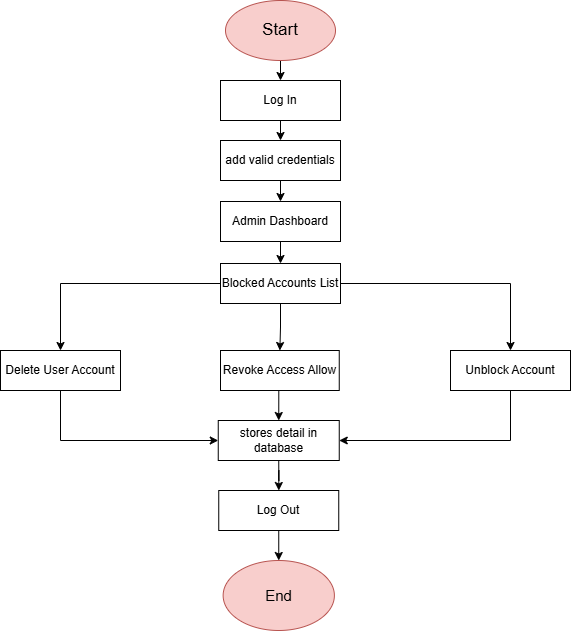 Start
Log In
add valid credentials
Admin Dashboard
Blocked Accounts List
Delete User Account
Revoke Access Allow
Unblock Account
stores detail in
database
Log Out
End